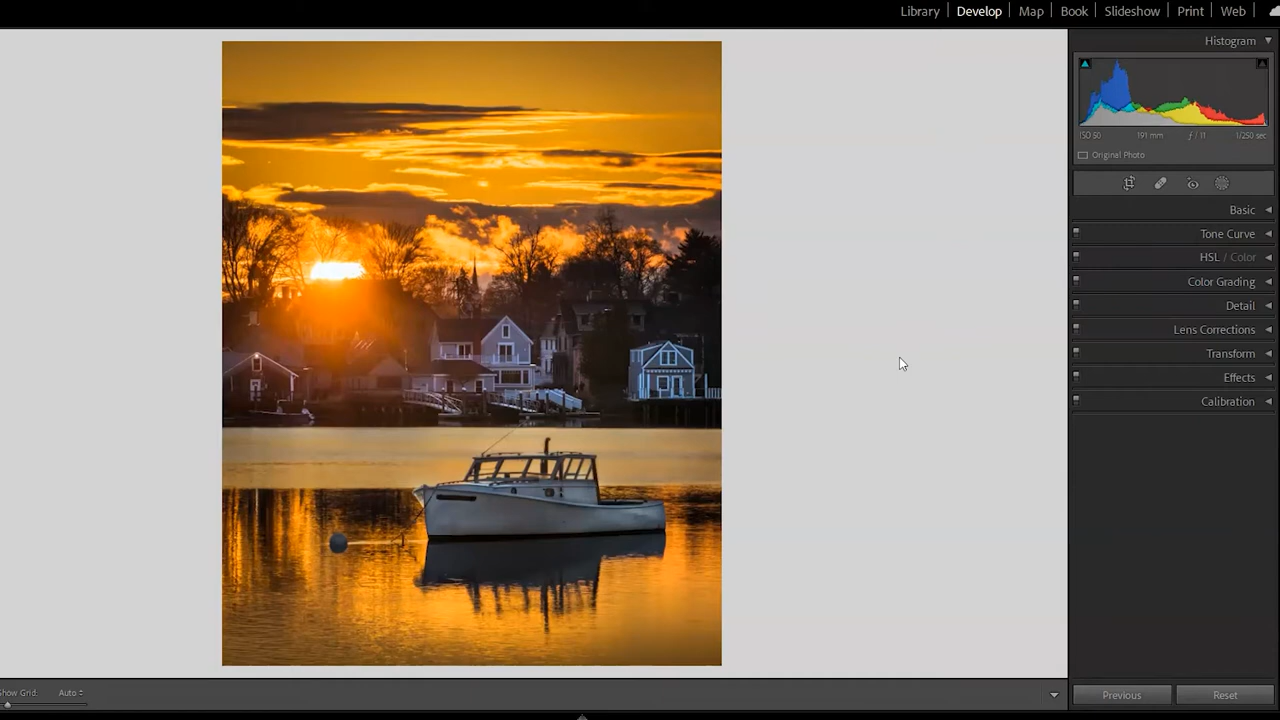 Library Develop Map Book Slideshow Print Web
Histogram
ISO 50 191 mm ƒ / 11 1/250 sec
Original Photo
Basic
Tone Curve
HSL / Color
Color Grading
Detail
Lens Corrections
Transform
Effects
Calibration
Show Grid: Auto
Previous Reset